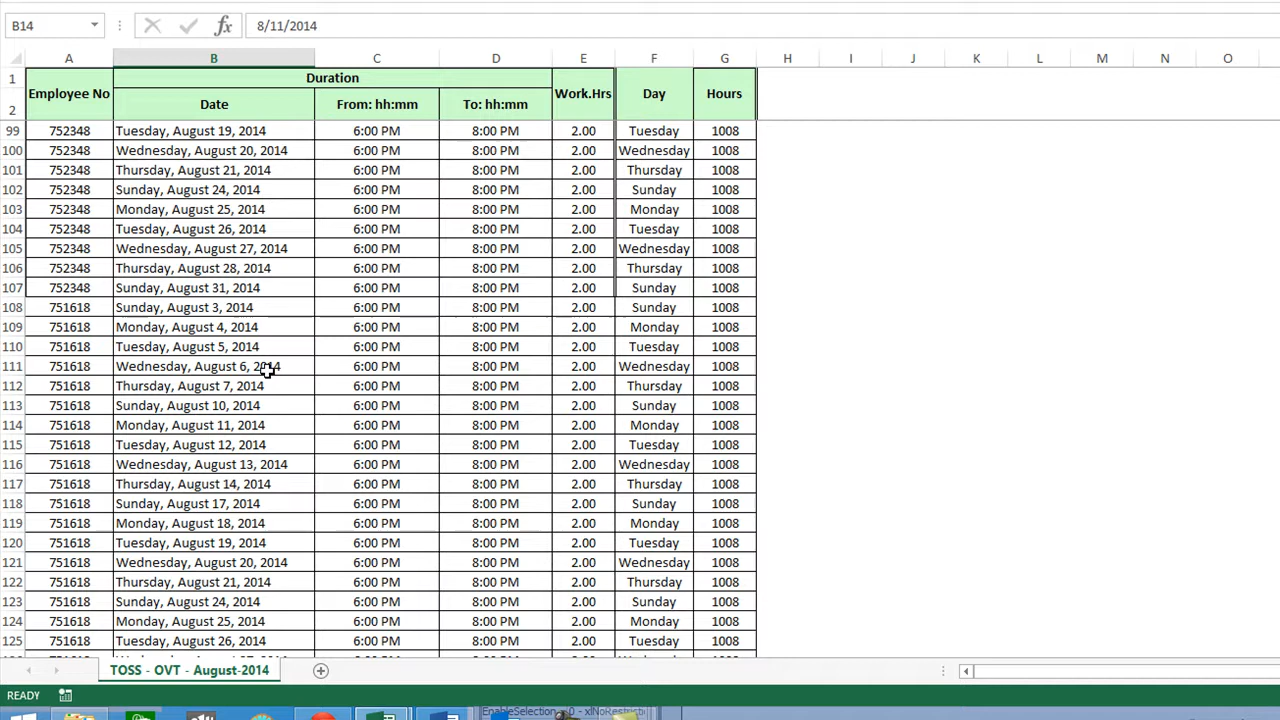 B14 fx 8/11/2014
A B C D E F G H I J K L M N O
1 Employee No Duration Work.Hrs Day Hours
2 Date From: hh:mm To: hh:mm
99 752348 Tuesday, August 19, 2014 6:00 PM 8:00 PM 2.00 Tuesday 1008
100 752348 Wednesday, August 20, 2014 6:00 PM 8:00 PM 2.00 Wednesday 1008
101 752348 Thursday, August 21, 2014 6:00 PM 8:00 PM 2.00 Thursday 1008
102 752348 Sunday, August 24, 2014 6:00 PM 8:00 PM 2.00 Sunday 1008
103 752348 Monday, August 25, 2014 6:00 PM 8:00 PM 2.00 Monday 1008
104 752348 Tuesday, August 26, 2014 6:00 PM 8:00 PM 2.00 Tuesday 1008
105 752348 Wednesday, August 27, 2014 6:00 PM 8:00 PM 2.00 Wednesday 1008
106 752348 Thursday, August 28, 2014 6:00 PM 8:00 PM 2.00 Thursday 1008
107 752348 Sunday, August 31, 2014 6:00 PM 8:00 PM 2.00 Sunday 1008
108 751618 Sunday, August 3, 2014 6:00 PM 8:00 PM 2.00 Sunday 1008
109 751618 Monday, August 4, 2014 6:00 PM 8:00 PM 2.00 Monday 1008
110 751618 Tuesday, August 5, 2014 6:00 PM 8:00 PM 2.00 Tuesday 1008
111 751618 Wednesday, August 6, 2014 6:00 PM 8:00 PM 2.00 Wednesday 1008
112 751618 Thursday, August 7, 2014 6:00 PM 8:00 PM 2.00 Thursday 1008
113 751618 Sunday, August 10, 2014 6:00 PM 8:00 PM 2.00 Sunday 1008
114 751618 Monday, August 11, 2014 6:00 PM 8:00 PM 2.00 Monday 1008
115 751618 Tuesday, August 12, 2014 6:00 PM 8:00 PM 2.00 Tuesday 1008
116 751618 Wednesday, August 13, 2014 6:00 PM 8:00 PM 2.00 Wednesday 1008
117 751618 Thursday, August 14, 2014 6:00 PM 8:00 PM 2.00 Thursday 1008
118 751618 Sunday, August 17, 2014 6:00 PM 8:00 PM 2.00 Sunday 1008
119 751618 Monday, August 18, 2014 6:00 PM 8:00 PM 2.00 Monday 1008
120 751618 Tuesday, August 19, 2014 6:00 PM 8:00 PM 2.00 Tuesday 1008
121 751618 Wednesday, August 20, 2014 6:00 PM 8:00 PM 2.00 Wednesday 1008
122 751618 Thursday, August 21, 2014 6:00 PM 8:00 PM 2.00 Thursday 1008
123 751618 Sunday, August 24, 2014 6:00 PM 8:00 PM 2.00 Sunday 1008
124 751618 Monday, August 25, 2014 6:00 PM 8:00 PM 2.00 Monday 1008
125 751618 Tuesday, August 26, 2014 6:00 PM 8:00 PM 2.00 Tuesday 1008
TOSS - OVT - August-2014
READY